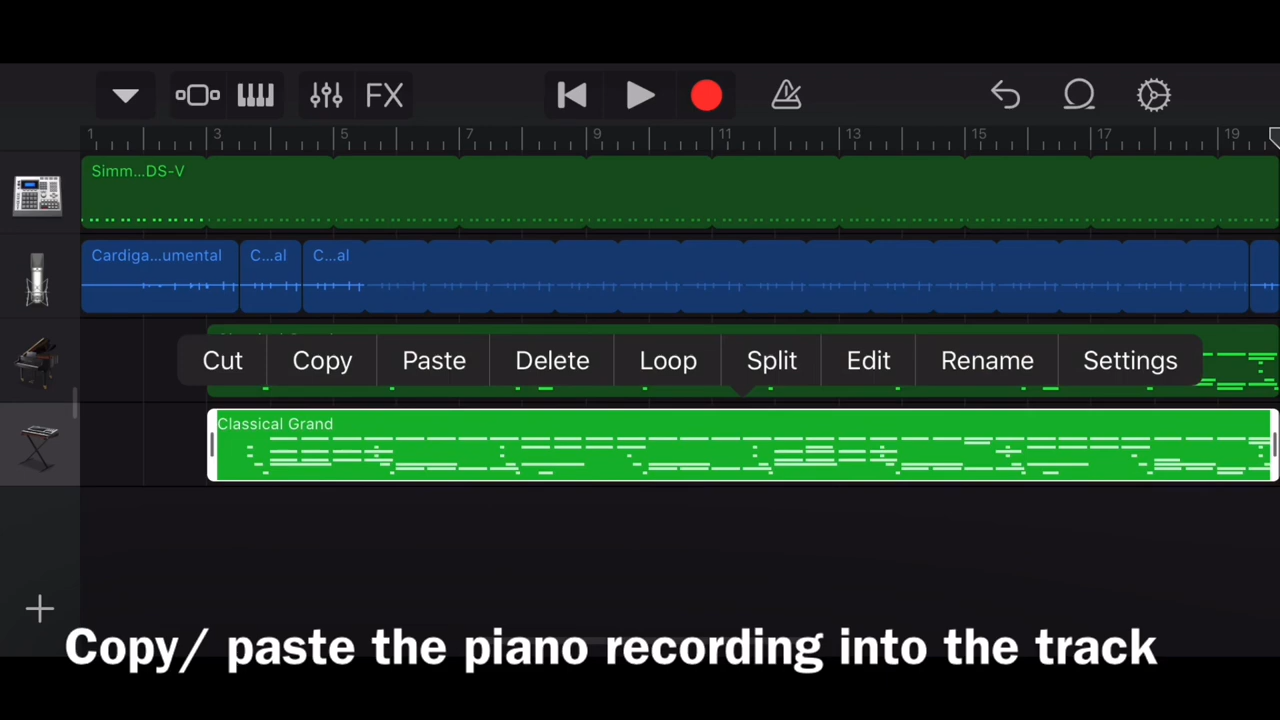 FX
1 3 5 7 9 11 13 15 17 19
Simm...DS-V
Cardiga...umental C...al C...al
Cut Copy Paste Delete Loop Split Edit Rename Settings
Classical Grand
Copy/ paste the piano recording into the track